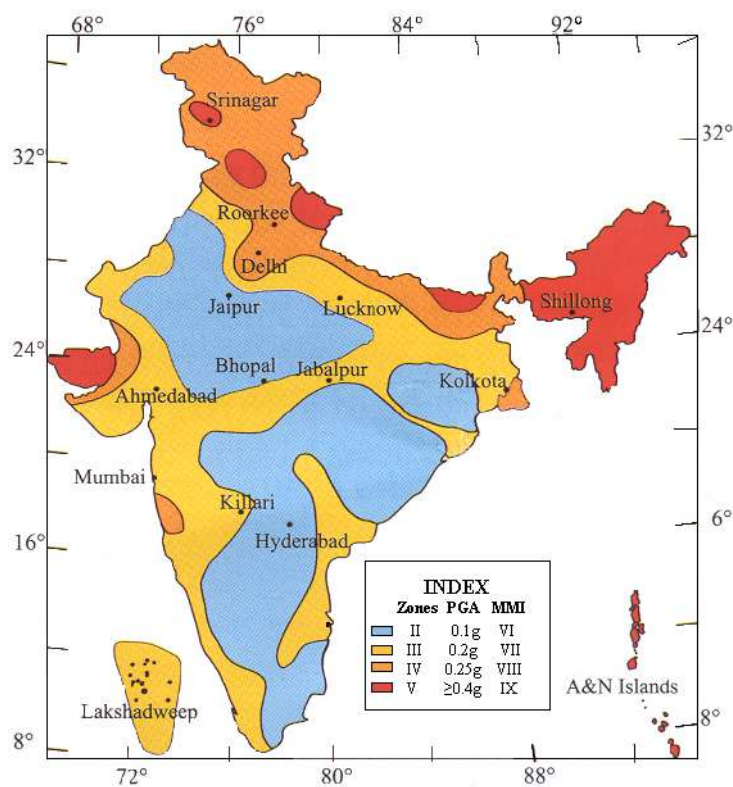 68° 76° 84 92°
Srinagar
32° 32°
Roorkee
Delhi
Jaipur Lucknow Shillong
24° 24°
Bhopal Jabalpur Kolkota
Ahmedabad
Mumbai
Killari
6°
16° Hyderabad
INDEX
Zones PGA MMI
II 0.1g VI
III 0.2g VII
IV 0.25g VIII
V ≥0.4g IX
A&N Islands
Lakshadweep
8° 8°
72° 80° 88°